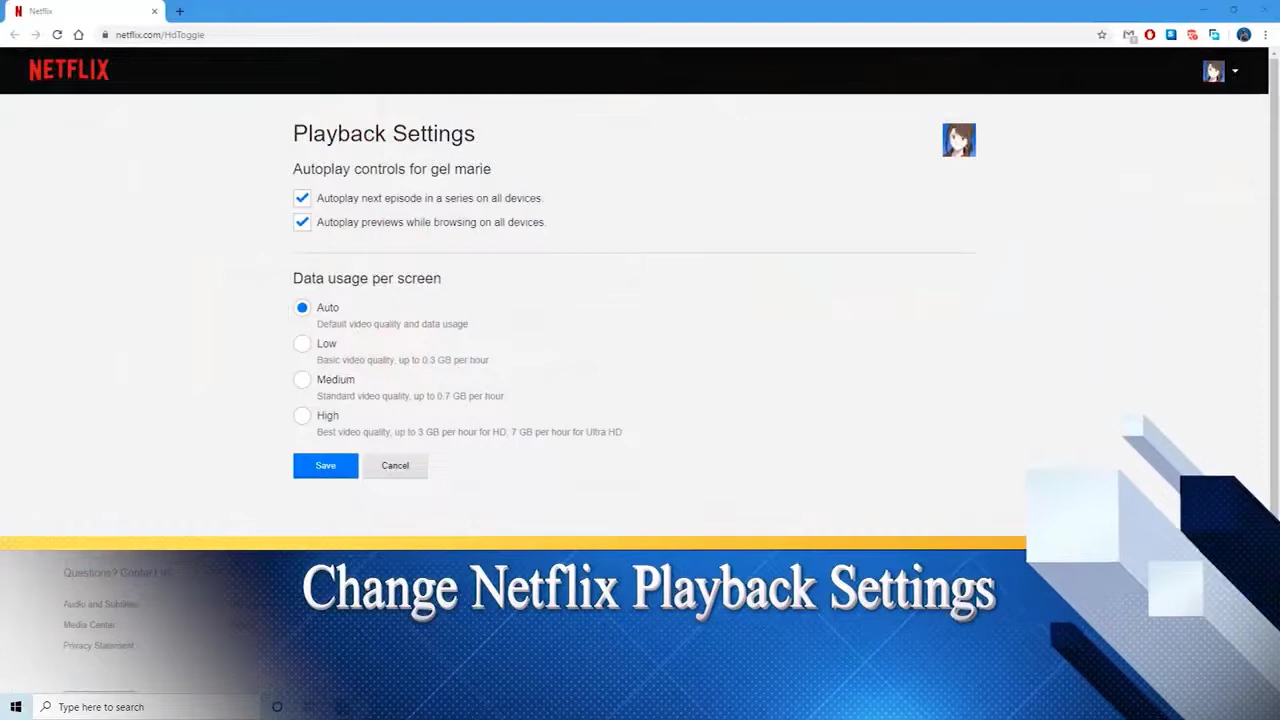 Netflix
netflix.com/HdToggle
NETFLIX
Playback Settings
Autoplay controls for gel marie
Autoplay next episode in a series on all devices.
Autoplay previews while browsing on all devices.
Data usage per screen
Auto
Default video quality and data usage
Low
Basic video quality, up to 0.3 GB per hour
Medium
Standard video quality, up to 0.7 GB per hour
High
Best video quality, up to 3 GB per hour for HD, 7 GB per hour for Ultra HD
Save Cancel
Questions? Contact us
Change Netflix Playback Settings
Audio and Subtitles
Media Center
Privacy Statement
Type here to search